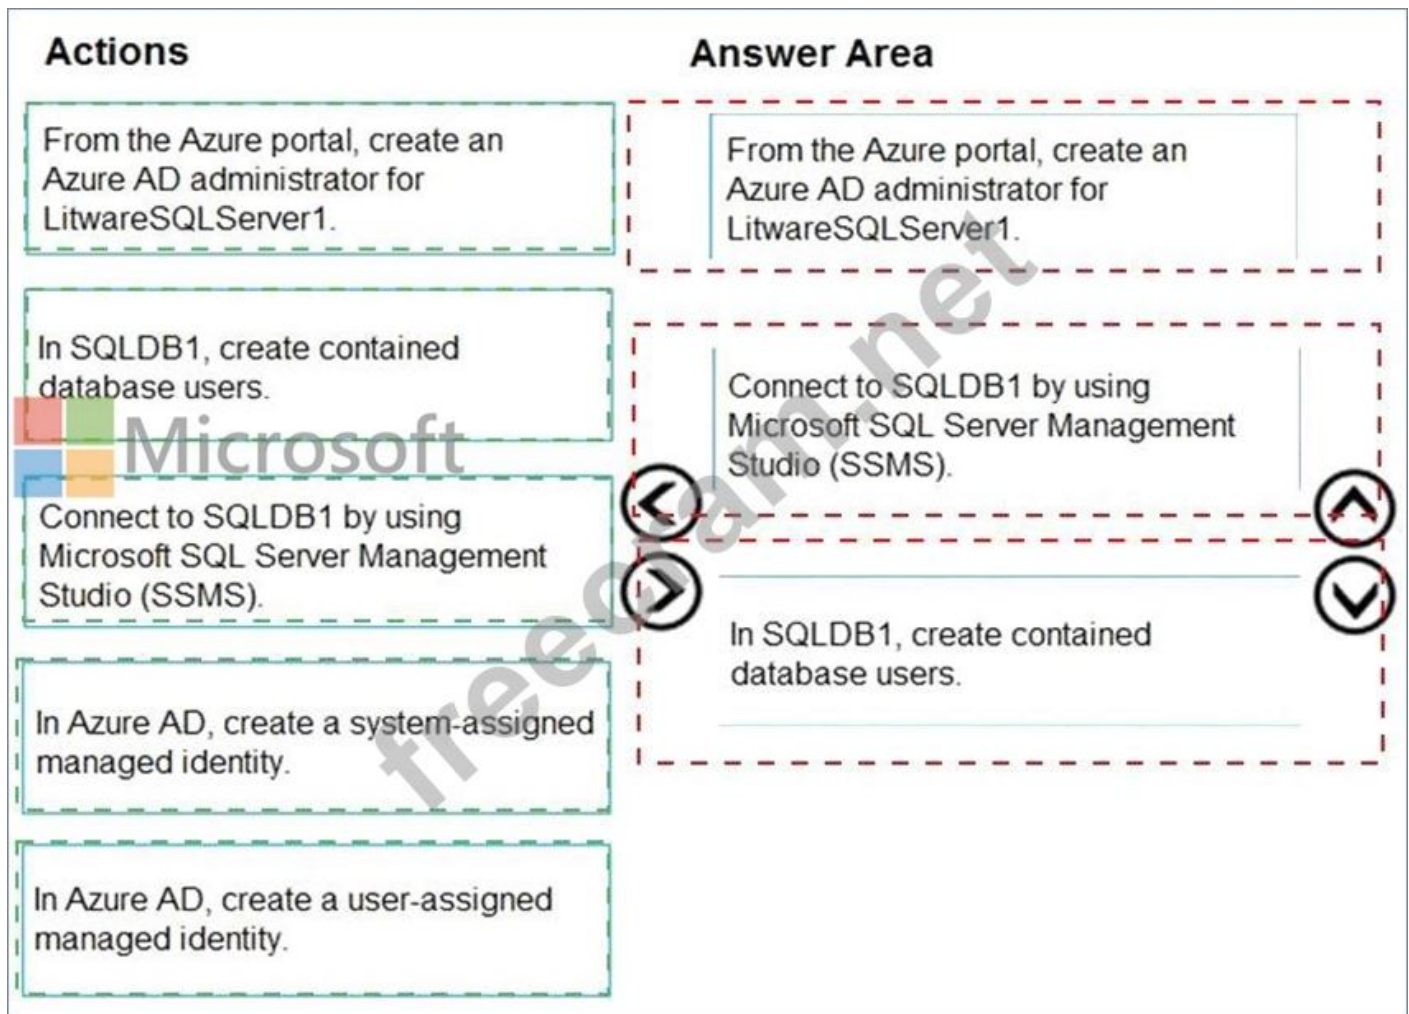 Actions
From the Azure portal, create an
Azure AD administrator for
LitwareSQLServer1.
In SQLDB1, create contained
database users.
Microsoft
Connect to SQLDB1 by using
Microsoft SQL Server Management
Studio (SSMS).
In Azure AD, create a system-assigned
managed identity.
In Azure AD, create a user-assigned
managed identity.
Answer Area
From the Azure portal, create an
Azure AD administrator for
LitwareSQLServer1.
Connect to SQLDB1 by using
Microsoft SQL Server Management
Studio (SSMS).
In SQLDB1, create contained
database users.
freecram.net